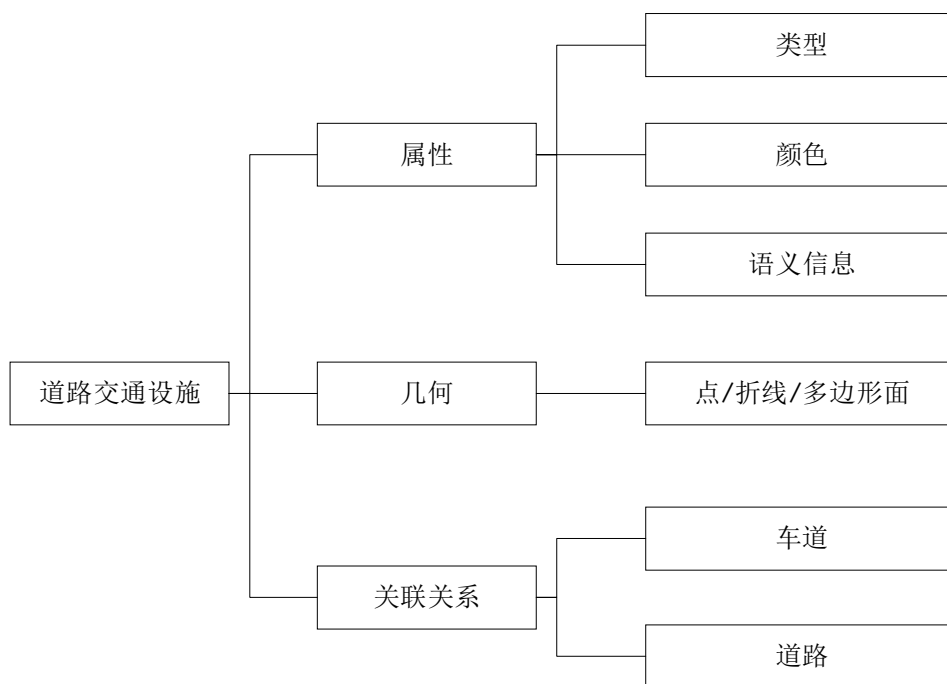 类型
属性
颜色
语义信息
道路交通设施
几何
点/折线/多边形面
车道
关联关系
道路